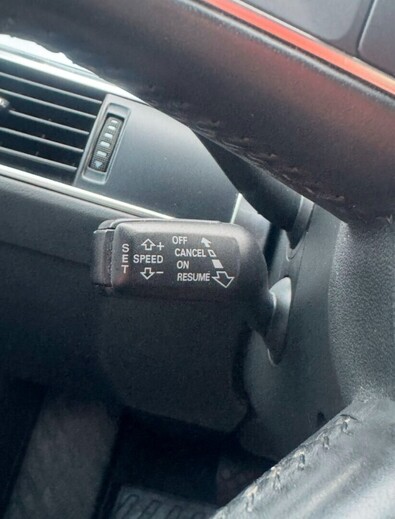 SET
SPEED
+
-
OFF
CANCEL
ON
RESUME